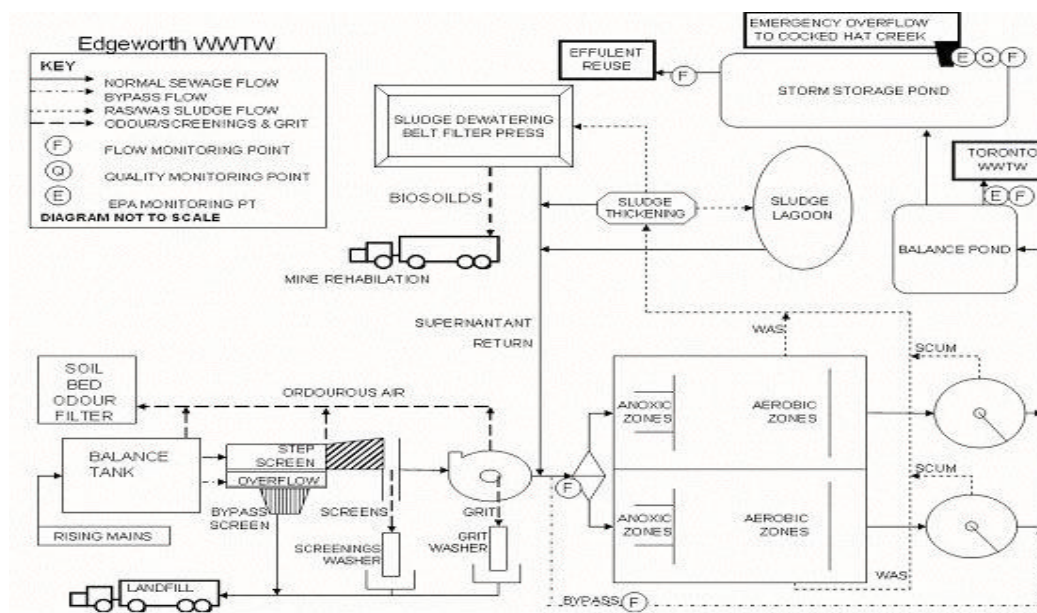 Edgeworth WWTW
KEY
NORMAL SEWAGE FLOW
BYPASS FLOW
RAS/WAS SLUDGE FLOW
ODOUR/SCREENINGS & GRIT
F
FLOW MONITORING POINT
Q
QUALITY MONITORING POINT
E
EPA MONITORING PT
DIAGRAM NOT TO SCALE
EFFULENT
REUSE
F
EMERGENCY OVERFLOW
TO COCKED HAT CREEK
E Q F
STORM STORAGE POND
SLUDGE DEWATERING
BELT FILTER PRESS
TORONTO
WWTW
E F
BIOSOILDS
SLUDGE
THICKENING
SLUDGE
LAGOON
BALANCE POND
MINE REHABILATION
SUPERNANTANT
RETURN
WAS
SCUM
SOIL
BED
ODOUR
FILTER
ORDOUROUS AIR
ANOXIC
ZONES
AEROBIC
ZONES
BALANCE
TANK
STEP
SCREEN
OVERFLOW
F
SCUM
BYPASS
SCREEN
SCREENS
GRIT
ANOXIC
ZONES
AEROBIC
ZONES
RISING MAINS
SCREENINGS
WASHER
GRIT
WASHER
WAS
LANDFILL
BYPASS F